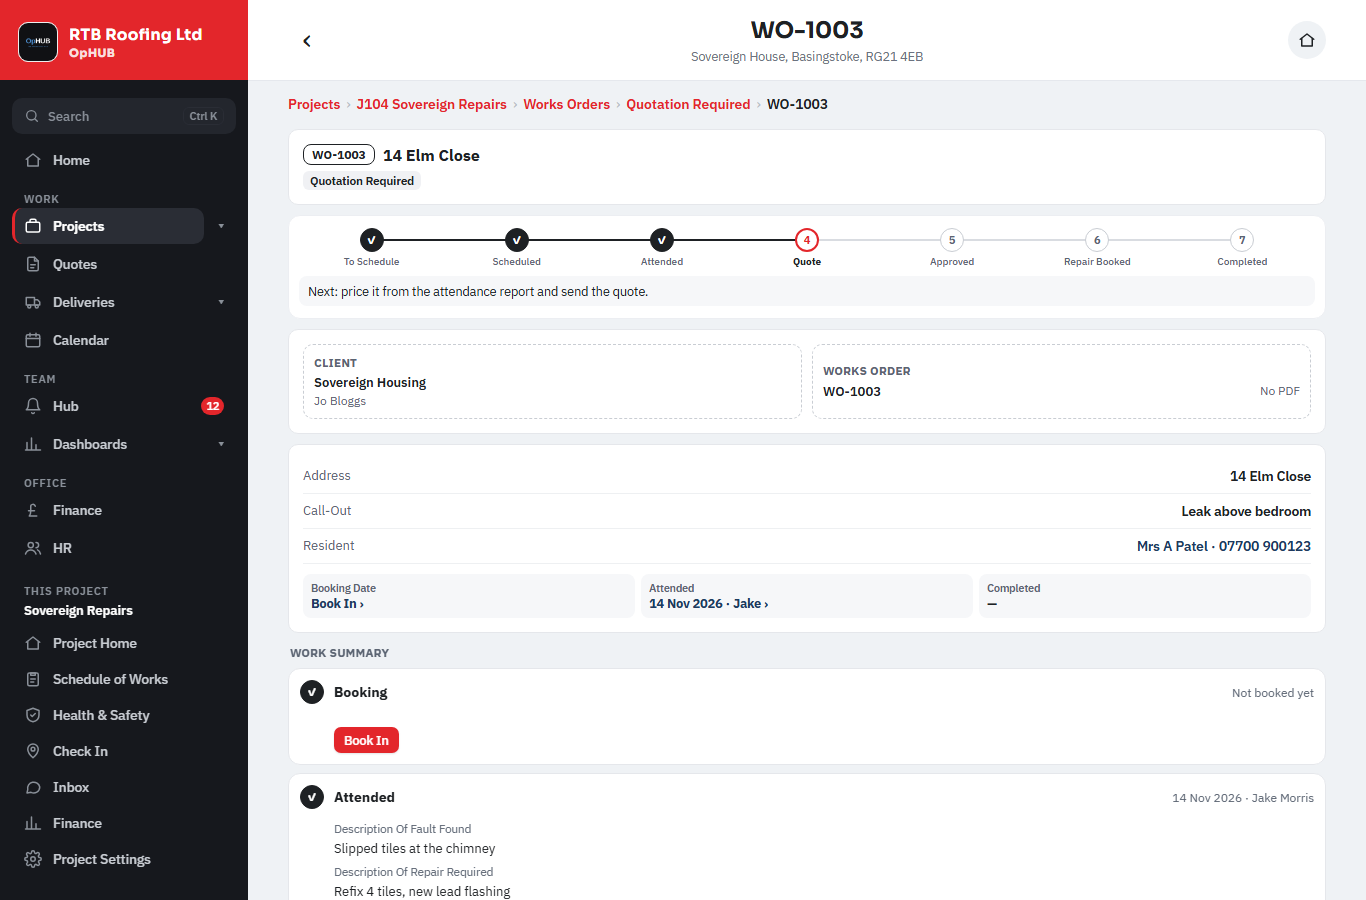 OpHUB
RTB Roofing Ltd
OpHUB
Search
Ctrl K
Home
WORK
Projects
Quotes
Deliveries
Calendar
TEAM
Hub
12
Dashboards
OFFICE
Finance
HR
THIS PROJECT
Sovereign Repairs
Project Home
Schedule of Works
Health & Safety
Check In
Inbox
Finance
Project Settings
WO-1003
Sovereign House, Basingstoke, RG21 4EB
Projects › J104 Sovereign Repairs › Works Orders › Quotation Required › WO-1003
WO-1003 14 Elm Close
Quotation Required
4 5 6 7
To Schedule Scheduled Attended Quote Approved Repair Booked Completed
Next: price it from the attendance report and send the quote.
CLIENT
Sovereign Housing
Jo Bloggs
WORKS ORDER
WO-1003
No PDF
Address 14 Elm Close
Call-Out Leak above bedroom
Resident Mrs A Patel · 07700 900123
Booking Date
Book In ›
Attended
14 Nov 2026 · Jake ›
Completed
—
WORK SUMMARY
Booking Not booked yet
Book In
Attended 14 Nov 2026 · Jake Morris
Description Of Fault Found
Slipped tiles at the chimney
Description Of Repair Required
Refix 4 tiles, new lead flashing